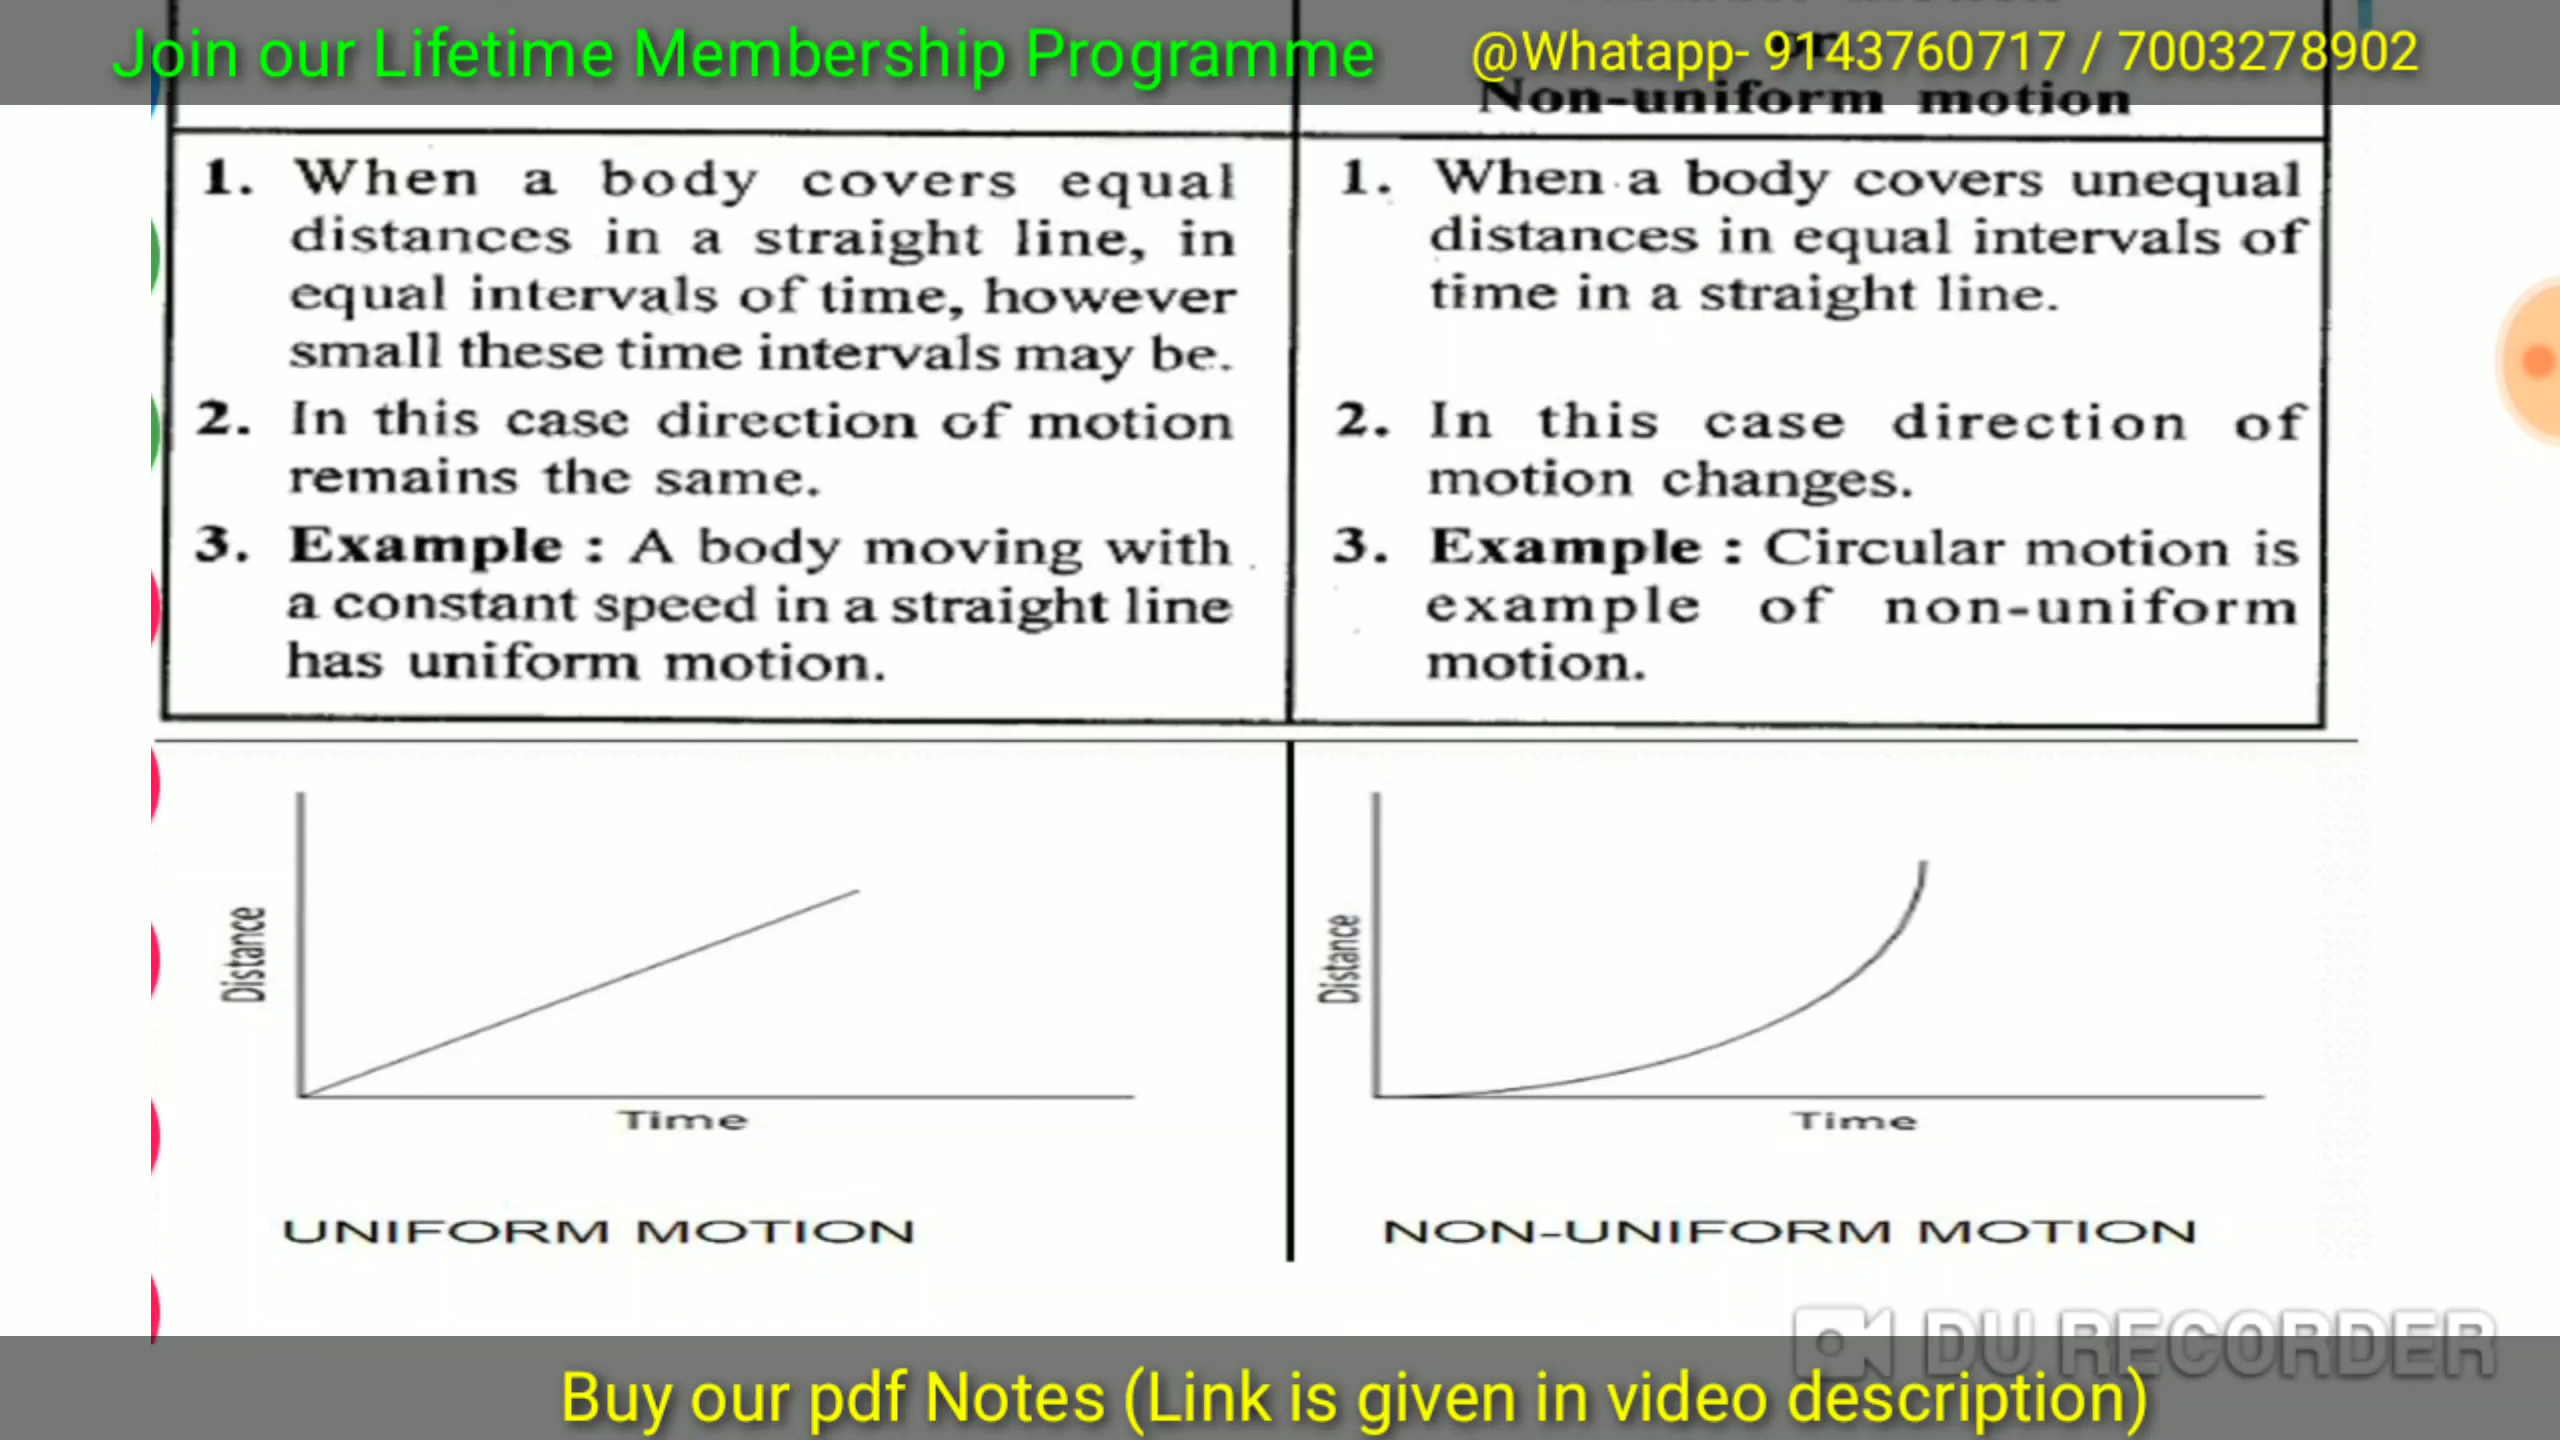 Join our Lifetime Membership Programme
@Whatapp- 9143760717 / 7003278902
or
Non-uniform motion
1. When a body covers equal
distances in a straight line, in
equal intervals of time, however
small these time intervals may be.
2. In this case direction of motion
remains the same.
3. Example : A body moving with
a constant speed in a straight line
has uniform motion.
1. When a body covers unequal
distances in equal intervals of
time in a straight line.
2. In this case direction of
motion changes.
3. Example : Circular motion is
example of non-uniform
motion.
Distance
Time
UNIFORM MOTION
Distance
Time
NON-UNIFORM MOTION
DU RECORDER
Buy our pdf Notes (Link is given in video description)